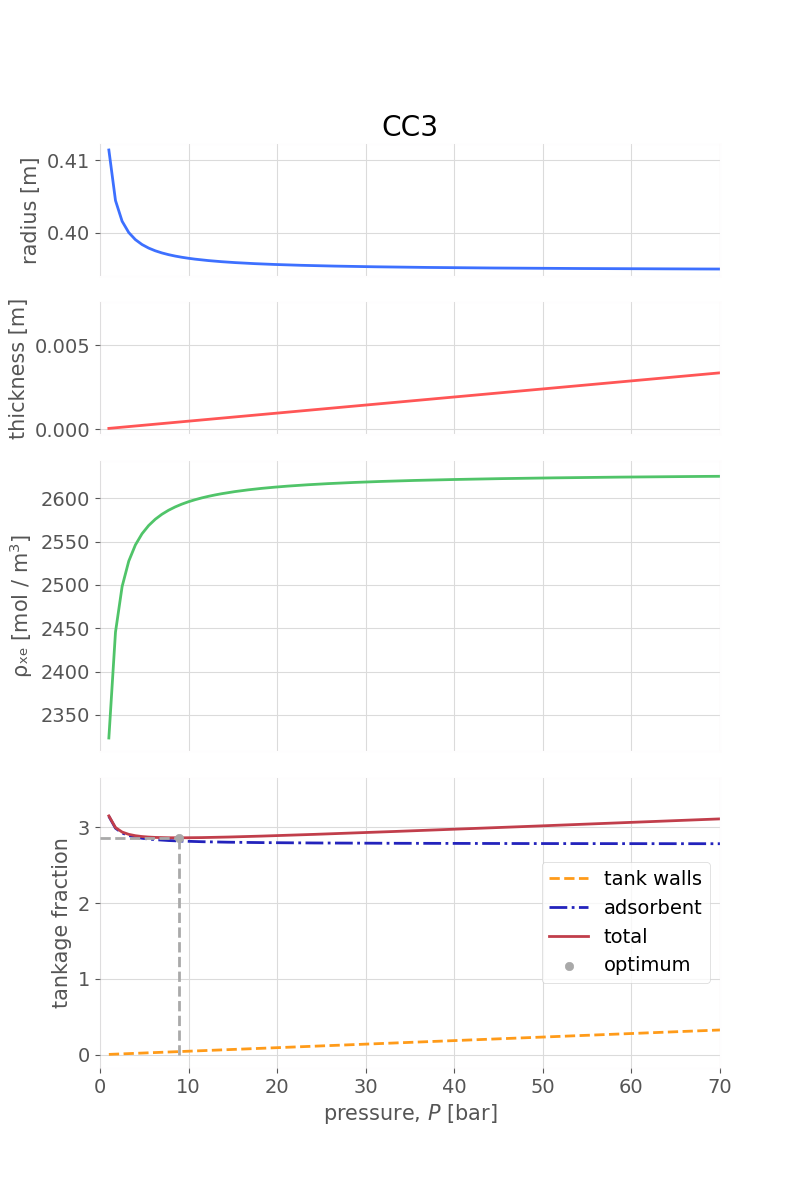 CC3
radius [m]
0.41
0.40
thickness [m]
0.005
0.000
ρₓₑ [mol / m³]
2600
2550
2500
2450
2400
2350
tankage fraction
3
2
1
0
tank walls
adsorbent
total
optimum
0 10 20 30 40 50 60 70
pressure, P [bar]